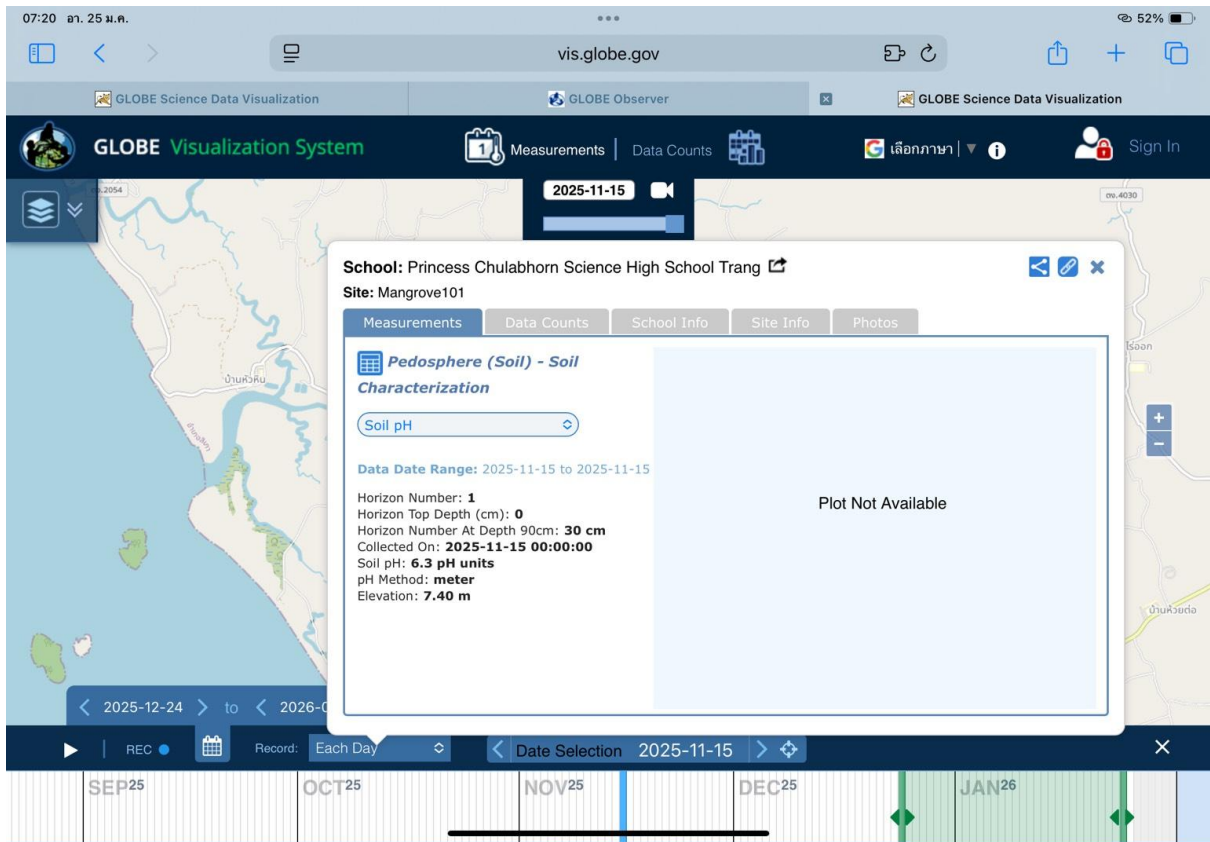 07:20 อา. 25 ม.ค.
52%
vis.globe.gov
GLOBE Science Data Visualization
GLOBE Observer
GLOBE Science Data Visualization
GLOBE Visualization System
1
Measurements | Data Counts
เลือกภาษา | ▼
Sign In
2025-11-15
ตง.4030
School: Princess Chulabhorn Science High School Trang
Site: Mangrove101
Measurements
Data Counts
School Info
Site Info
Photos
Pedosphere (Soil) - Soil
Characterization
Soil pH
Data Date Range: 2025-11-15 to 2025-11-15
Horizon Number: 1
Horizon Top Depth (cm): 0
Horizon Number At Depth 90cm: 30 cm
Collected On: 2025-11-15 00:00:00
Soil pH: 6.3 pH units
pH Method: meter
Elevation: 7.40 m
Plot Not Available
บ้านหัวหิน
+
−
2025-12-24 to 2026-0
REC
Record: Each Day
Date Selection 2025-11-15
SEP25
OCT25
NOV25
DEC25
JAN26